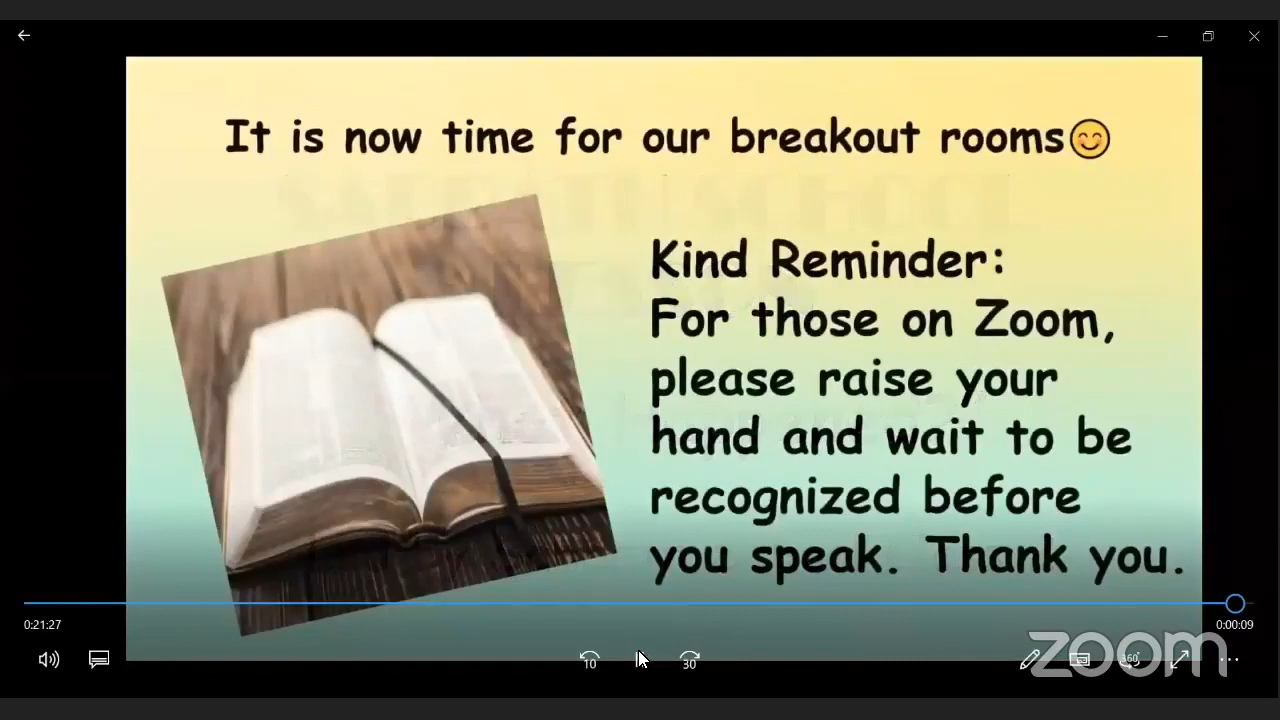 It is now time for our breakout rooms😊
Kind Reminder:
For those on Zoom,
please raise your
hand and wait to be
recognized before
you speak. Thank you.
0:21:27
0:00:09
10
30
360
zoom